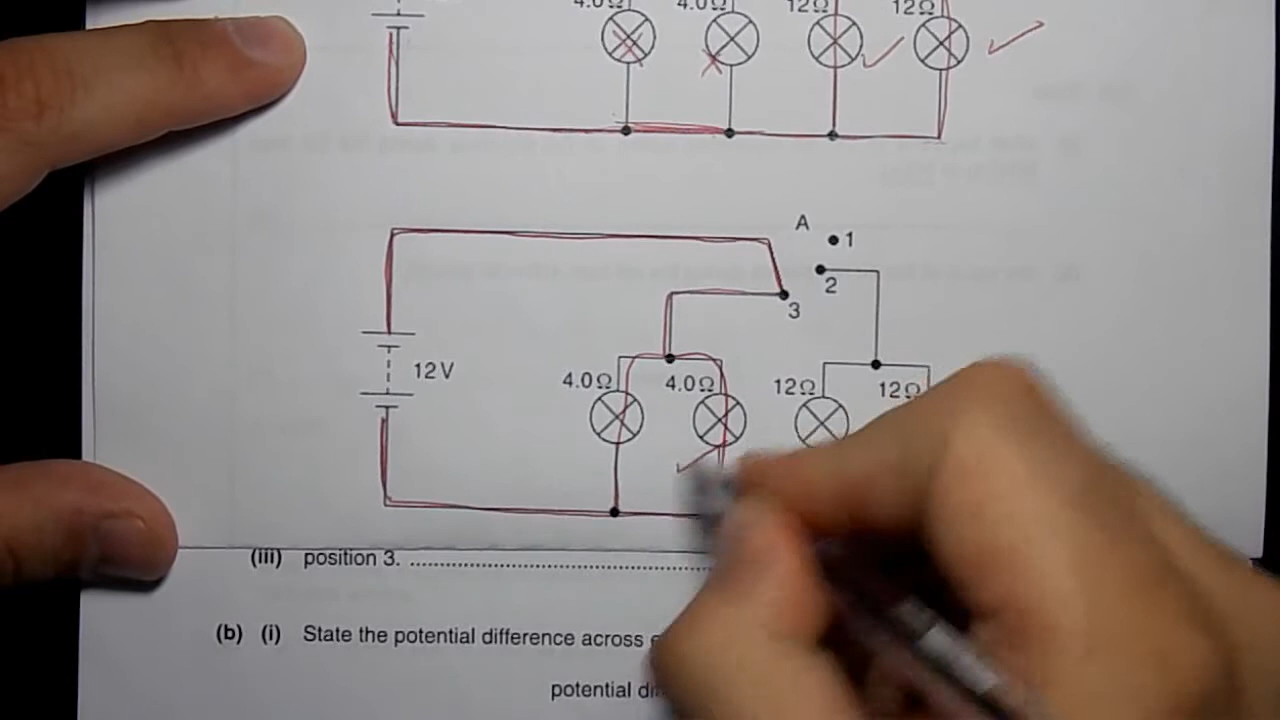 4.0Ω 4.0Ω 12Ω 12Ω
A
1
2
3
12V
4.0Ω 4.0Ω 12Ω 12Ω
(iii) position 3. ........................................................
(b) (i) State the potential difference across
potential